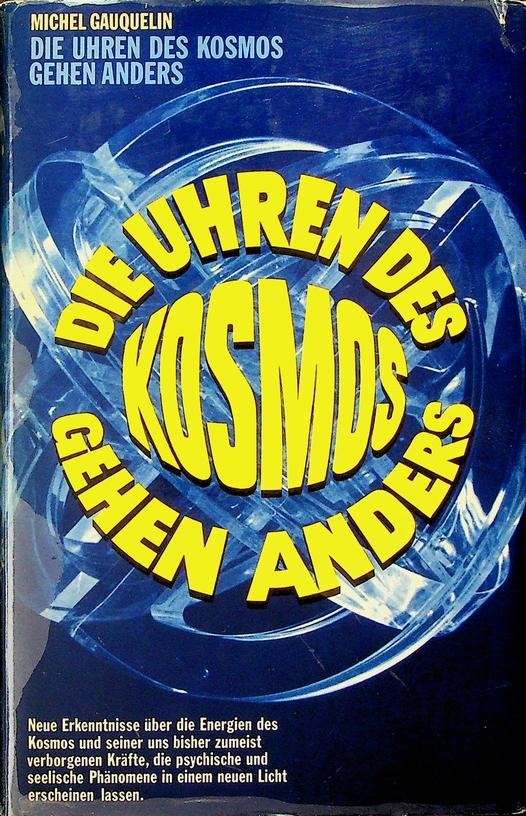 MICHEL GAUQUELIN
DIE UHREN DES KOSMOS
GEHEN ANDERS
DIE UHREN DES
KOSMOS
GEHEN ANDERS
Neue Erkenntnisse über die Energien des
Kosmos und seiner uns bisher zumeist
verborgenen Kräfte, die psychische und
seelische Phänomene in einem neuen Licht
erscheinen lassen.